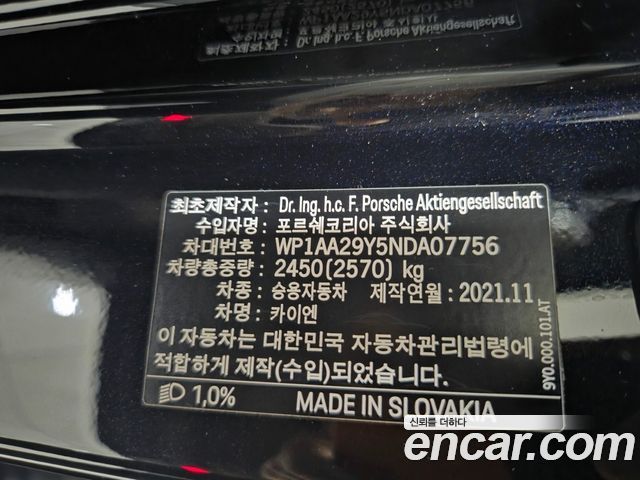 최초제작자 : Dr. Ing. h.c. F. Porsche Aktiengesellschaft
수입자명 : 포르쉐코리아 주식회사
차대번호 : WP1AA29Y5NDA07756
차량총중량 : 2450(2570) kg
차종 : 승용자동차 제작연월 : 2021.11
차명 : 카이엔
이 자동차는 대한민국 자동차관리법령에
적합하게 제작(수입)되었습니다.
1,0% MADE IN SLOVAKIA
9Y0.000.101.AT
신뢰를 더하다
encar.com